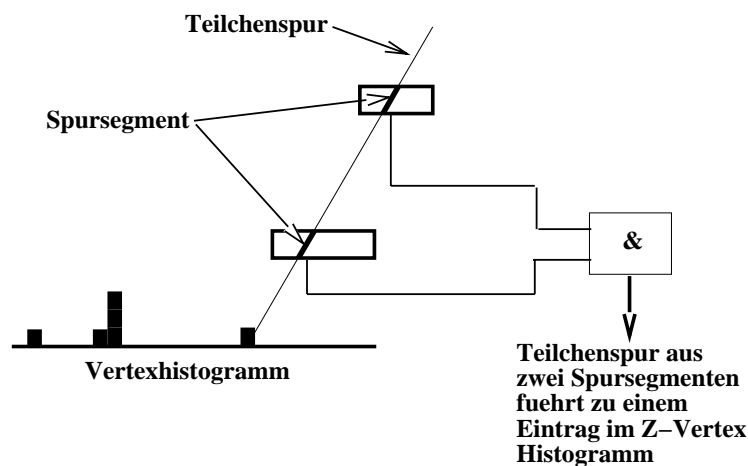 Teilchenspur
Spursegment
&
Vertexhistogramm
Teilchenspur aus
zwei Spursegmenten
fuehrt zu einem
Eintrag im Z−Vertex
Histogramm